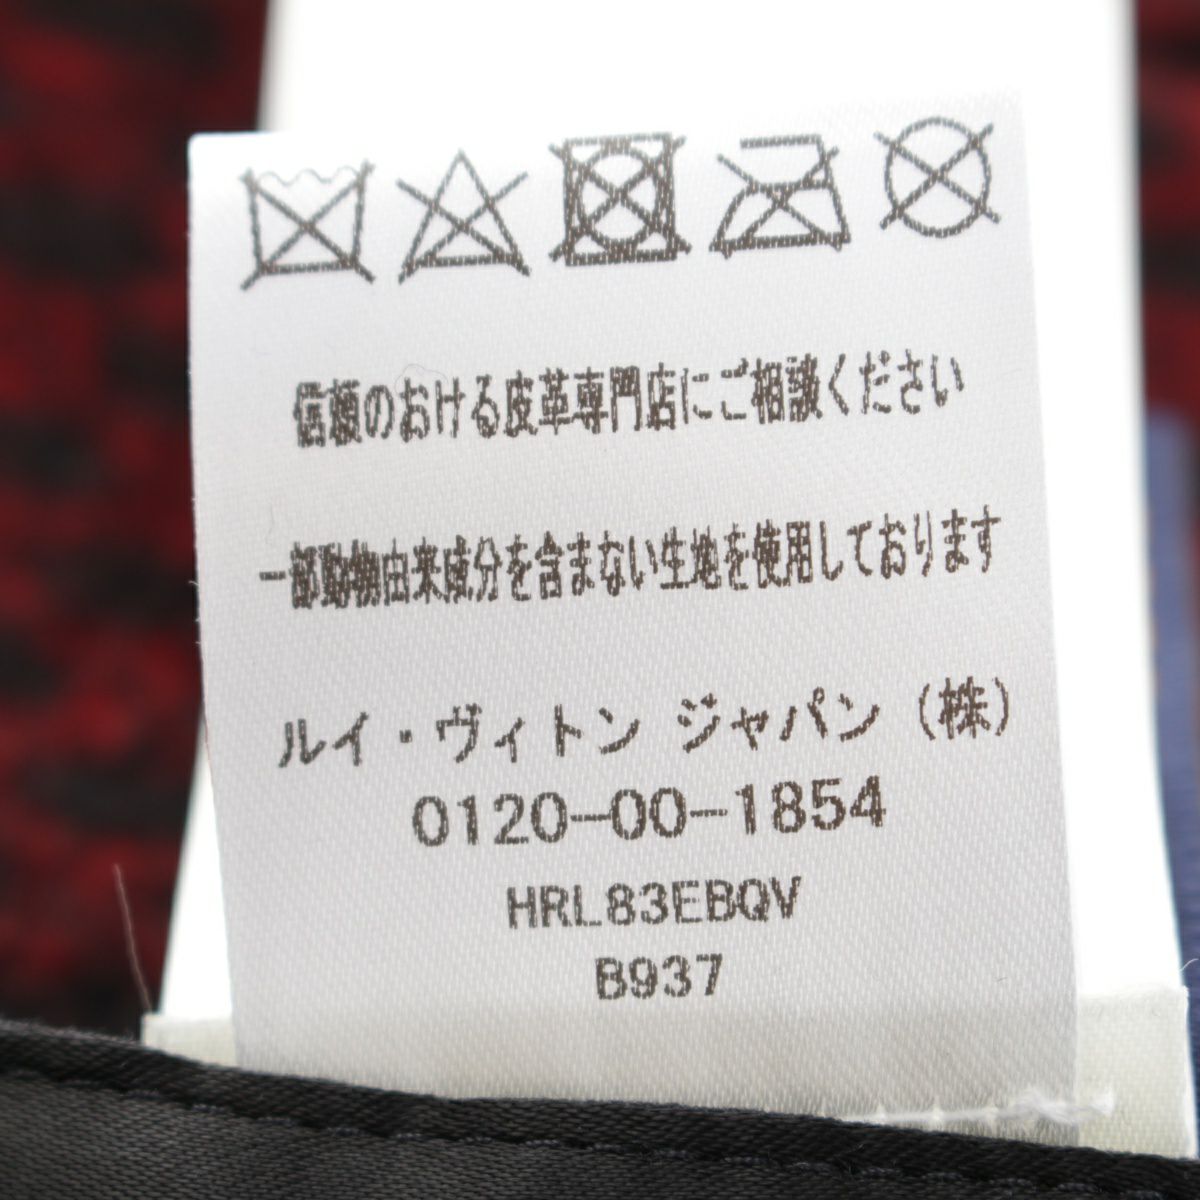 信頼のおける皮革専門店にご相談ください
一部動物由来成分を含まない生地を使用しております
ルイ・ヴィトン ジャパン（株）
0120-00-1854
HRL83EBQV
B937